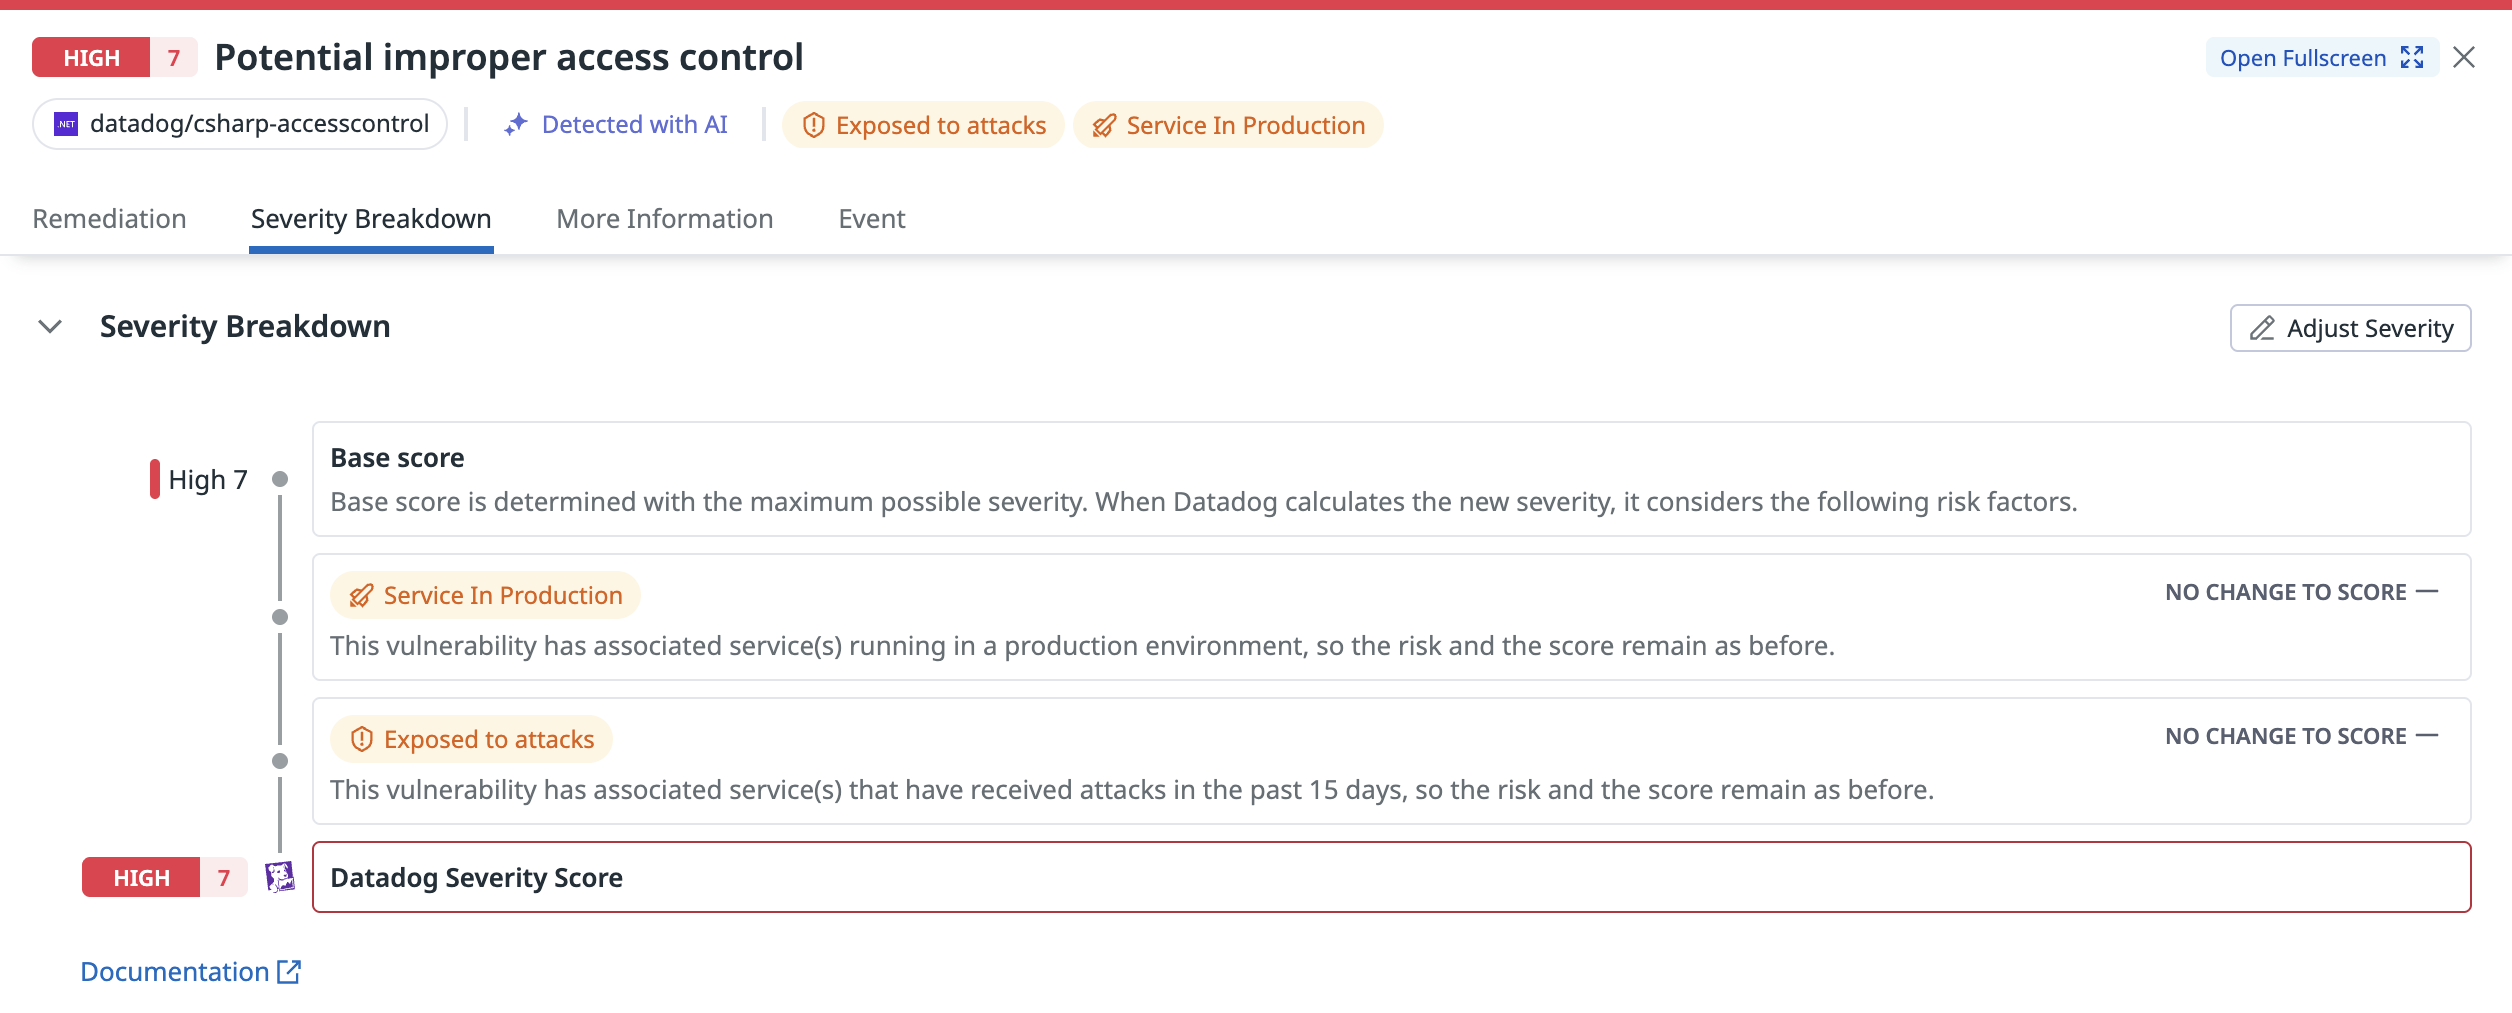 HIGH 7 Potential improper access control
Open Fullscreen
.NET datadog/csharp-accesscontrol
Detected with AI
Exposed to attacks
Service In Production
Remediation
Severity Breakdown
More Information
Event
Severity Breakdown
Adjust Severity
High 7
Base score
Base score is determined with the maximum possible severity. When Datadog calculates the new severity, it considers the following risk factors.
Service In Production
NO CHANGE TO SCORE —
This vulnerability has associated service(s) running in a production environment, so the risk and the score remain as before.
Exposed to attacks
NO CHANGE TO SCORE —
This vulnerability has associated service(s) that have received attacks in the past 15 days, so the risk and the score remain as before.
HIGH 7
Datadog Severity Score
Documentation